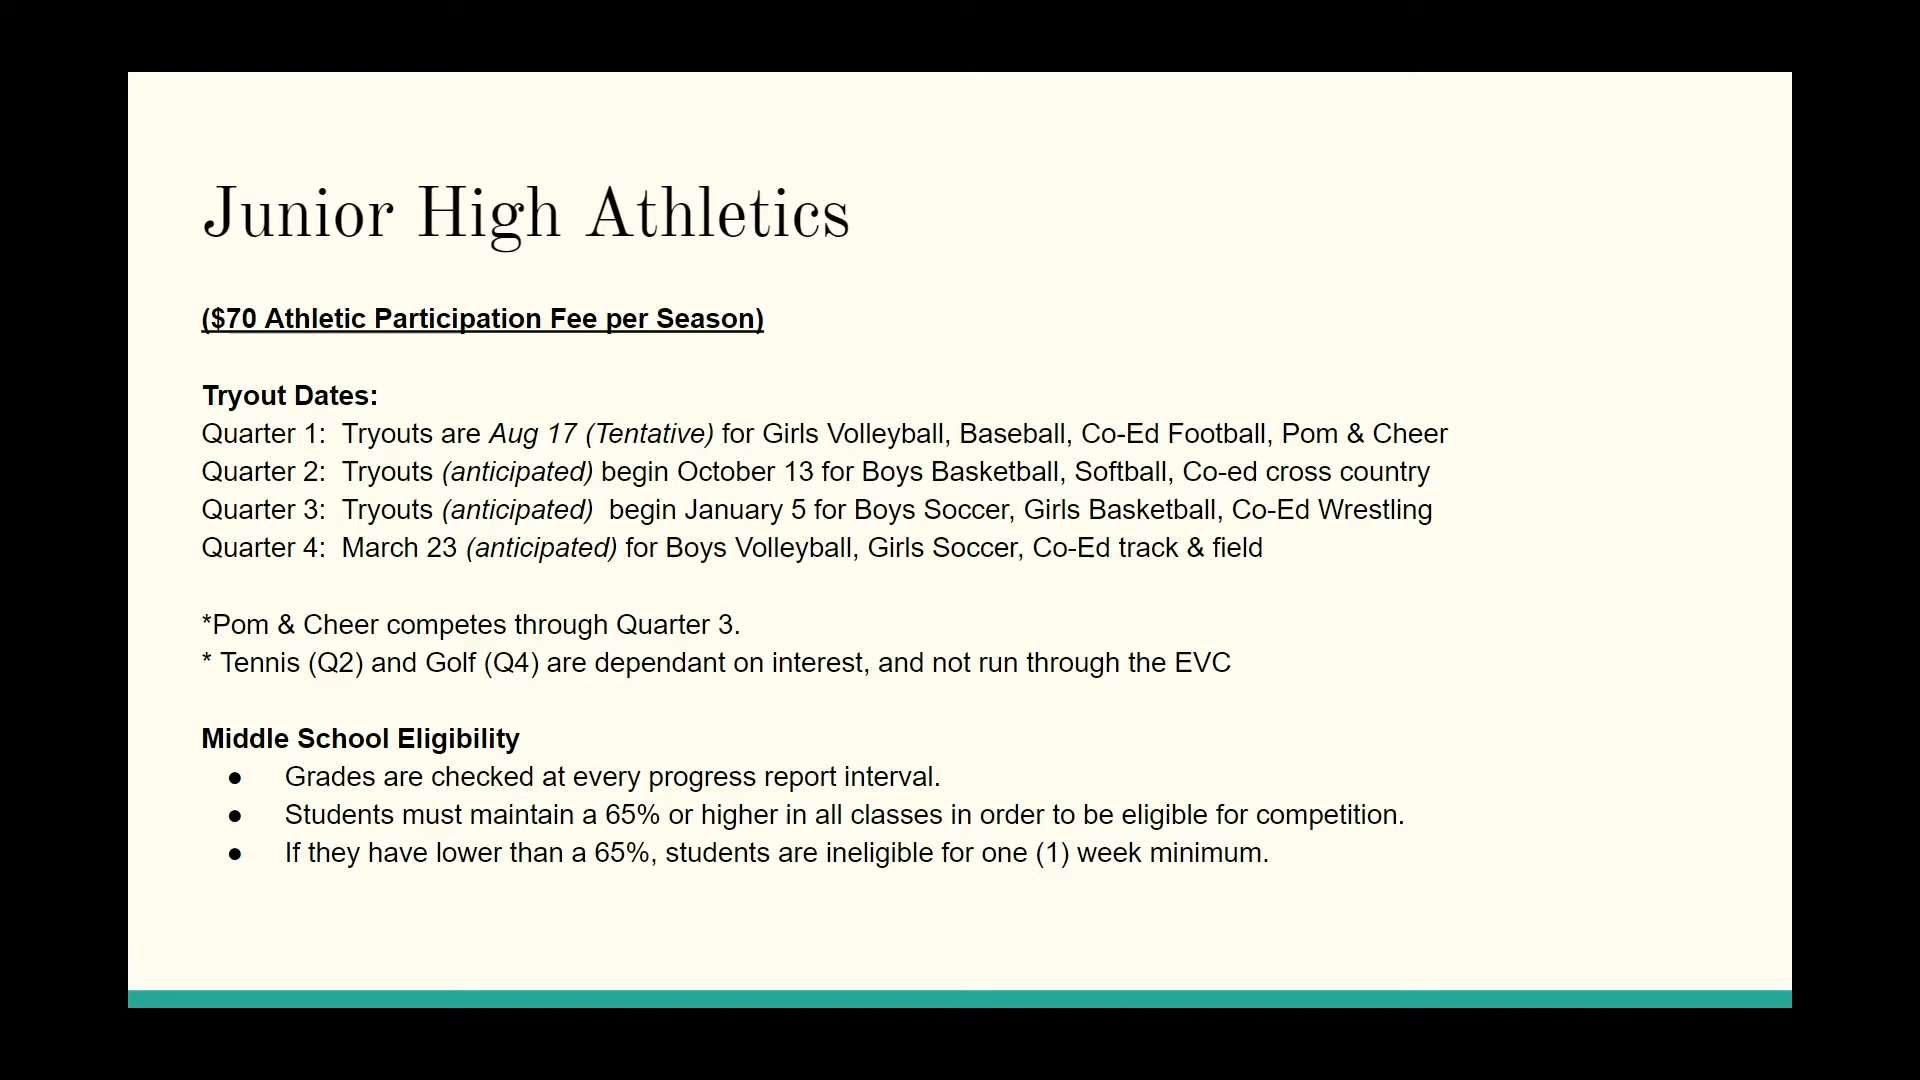 Junior High Athletics
($70 Athletic Participation Fee per Season)
Tryout Dates:
Quarter 1:  Tryouts are Aug 17 (Tentative) for Girls Volleyball, Baseball, Co-Ed Football, Pom & Cheer
Quarter 2:  Tryouts (anticipated) begin October 13 for Boys Basketball, Softball, Co-ed cross country
Quarter 3:  Tryouts (anticipated)  begin January 5 for Boys Soccer, Girls Basketball, Co-Ed Wrestling
Quarter 4:  March 23 (anticipated) for Boys Volleyball, Girls Soccer, Co-Ed track & field
*Pom & Cheer competes through Quarter 3.
* Tennis (Q2) and Golf (Q4) are dependant on interest, and not run through the EVC
Middle School Eligibility
● Grades are checked at every progress report interval.
● Students must maintain a 65% or higher in all classes in order to be eligible for competition.
● If they have lower than a 65%, students are ineligible for one (1) week minimum.